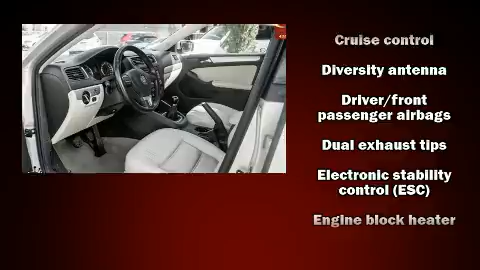 Cruise control
Diversity antenna
Driver/front
passenger airbags
Dual exhaust tips
Electronic stability
control (ESC)
Engine block heater